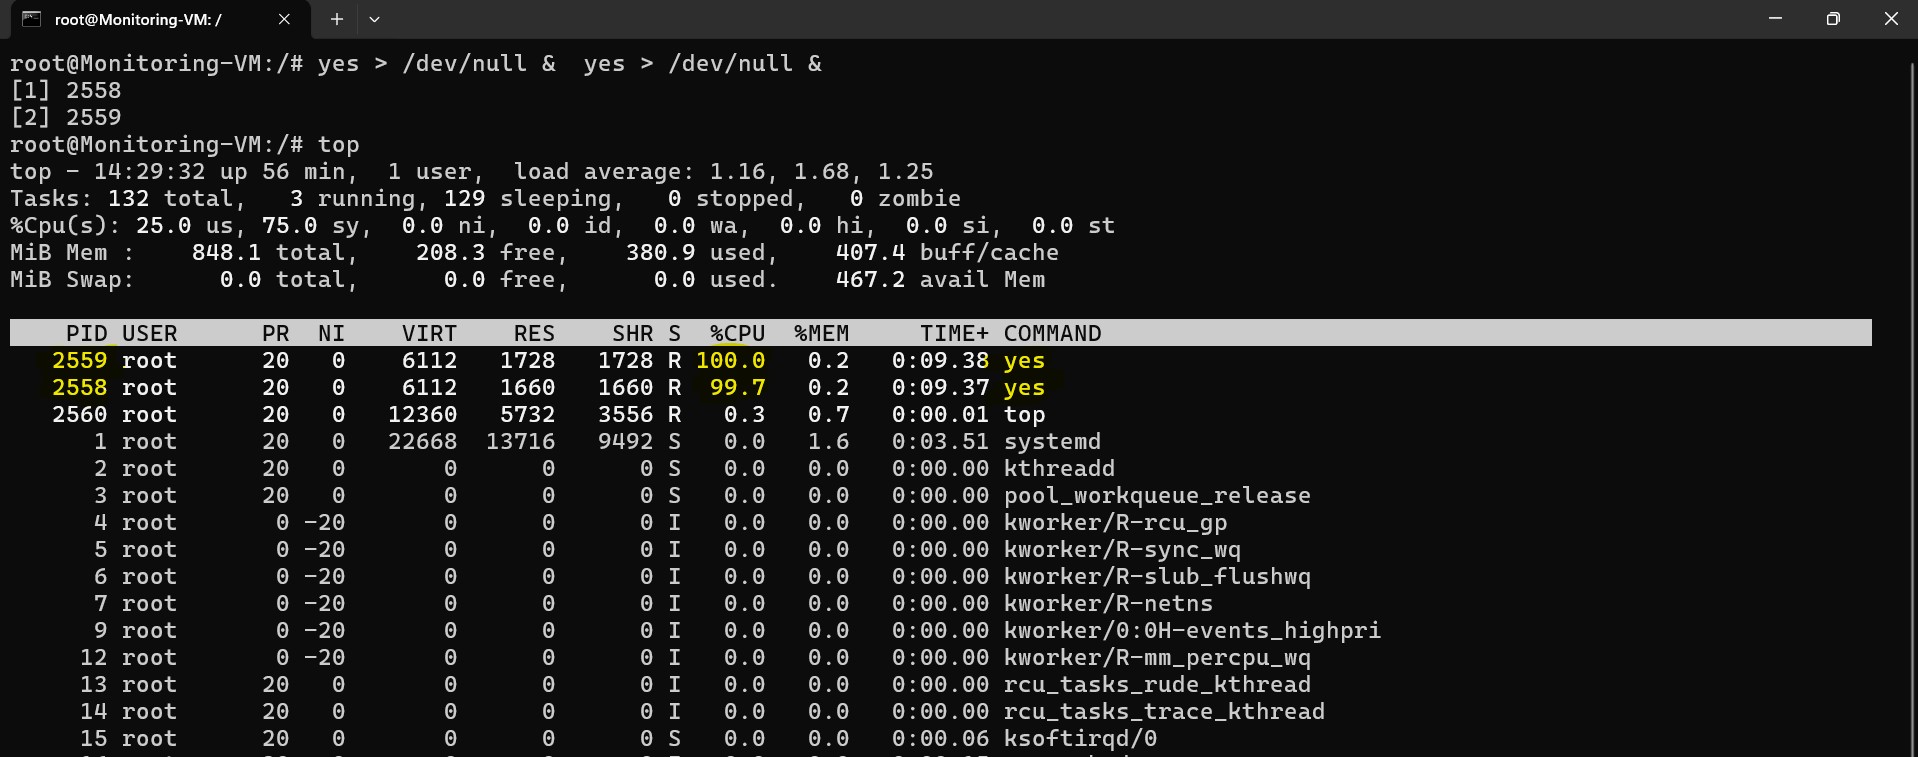 root@Monitoring-VM: /
root@Monitoring-VM:/# yes > /dev/null &  yes > /dev/null &
[1] 2558
[2] 2559
root@Monitoring-VM:/# top
top - 14:29:32 up 56 min,  1 user,  load average: 1.16, 1.68, 1.25
Tasks: 132 total,   3 running, 129 sleeping,   0 stopped,   0 zombie
%Cpu(s): 25.0 us, 75.0 sy,  0.0 ni,  0.0 id,  0.0 wa,  0.0 hi,  0.0 si,  0.0 st
MiB Mem :    848.1 total,    208.3 free,    380.9 used,    407.4 buff/cache
MiB Swap:      0.0 total,      0.0 free,      0.0 used.    467.2 avail Mem
PID USER      PR  NI    VIRT    RES    SHR S  %CPU  %MEM     TIME+ COMMAND
2559 root      20   0    6112   1728   1728 R 100.0   0.2   0:09.38 yes
2558 root      20   0    6112   1660   1660 R  99.7   0.2   0:09.37 yes
2560 root      20   0   12360   5732   3556 R   0.3   0.7   0:00.01 top
1 root      20   0   22668  13716   9492 S   0.0   1.6   0:03.51 systemd
2 root      20   0       0      0      0 S   0.0   0.0   0:00.00 kthreadd
3 root      20   0       0      0      0 S   0.0   0.0   0:00.00 pool_workqueue_release
4 root       0 -20       0      0      0 I   0.0   0.0   0:00.00 kworker/R-rcu_gp
5 root       0 -20       0      0      0 I   0.0   0.0   0:00.00 kworker/R-sync_wq
6 root       0 -20       0      0      0 I   0.0   0.0   0:00.00 kworker/R-slub_flushwq
7 root       0 -20       0      0      0 I   0.0   0.0   0:00.00 kworker/R-netns
9 root       0 -20       0      0      0 I   0.0   0.0   0:00.00 kworker/0:0H-events_highpri
12 root       0 -20       0      0      0 I   0.0   0.0   0:00.00 kworker/R-mm_percpu_wq
13 root      20   0       0      0      0 I   0.0   0.0   0:00.00 rcu_tasks_rude_kthread
14 root      20   0       0      0      0 I   0.0   0.0   0:00.00 rcu_tasks_trace_kthread
15 root      20   0       0      0      0 S   0.0   0.0   0:00.06 ksoftirqd/0